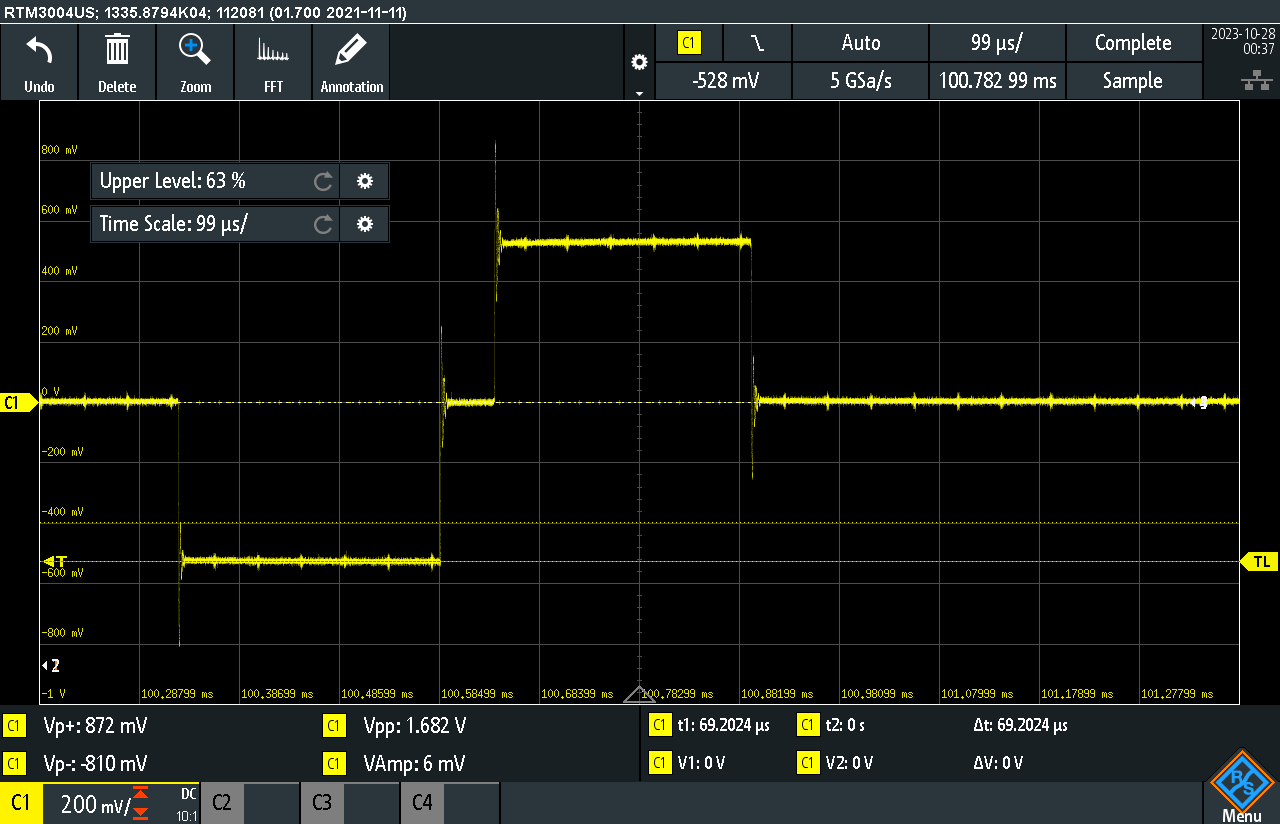 RTM3004US; 1335.8794K04; 112081 (01.700 2021-11-11)
Undo
Delete
Zoom
FFT
Annotation
C1
Auto
99 µs/
Complete
-528 mV
5 GSa/s
100.782 99 ms
Sample
2023-10-28
00:37
800 mV
Upper Level: 63 %
600 mV
Time Scale: 99 µs/
400 mV
200 mV
0 V
C1
-200 mV
-400 mV
T
TL
-600 mV
-800 mV
2
-1 V
100.28799 ms
100.38699 ms
100.48599 ms
100.58499 ms
100.68399 ms
100.78299 ms
100.88199 ms
100.98099 ms
101.07999 ms
101.17899 ms
101.27799 ms
C1 Vp+: 872 mV
C1 Vpp: 1.682 V
C1 t1: 69.2024 µs
C1 t2: 0 s
Δt: 69.2024 µs
C1 Vp-: -810 mV
C1 VAmp: 6 mV
C1 V1: 0 V
C1 V2: 0 V
ΔV: 0 V
C1 200 mV/ DC 10:1
C2
C3
C4
R S
Menu